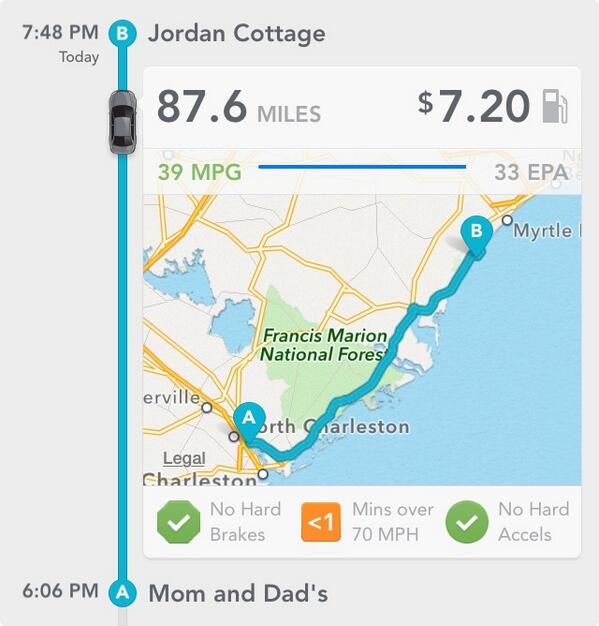 7:48 PM B Jordan Cottage
Today
87.6 MILES $7.20
39 MPG 33 EPA
B
Myrtle
Francis Marion
National Forest
erville
A
orth Charleston
Legal
Charleston
No Hard
Brakes
<1
Mins over
70 MPH
No Hard
Accels
6:06 PM A Mom and Dad's